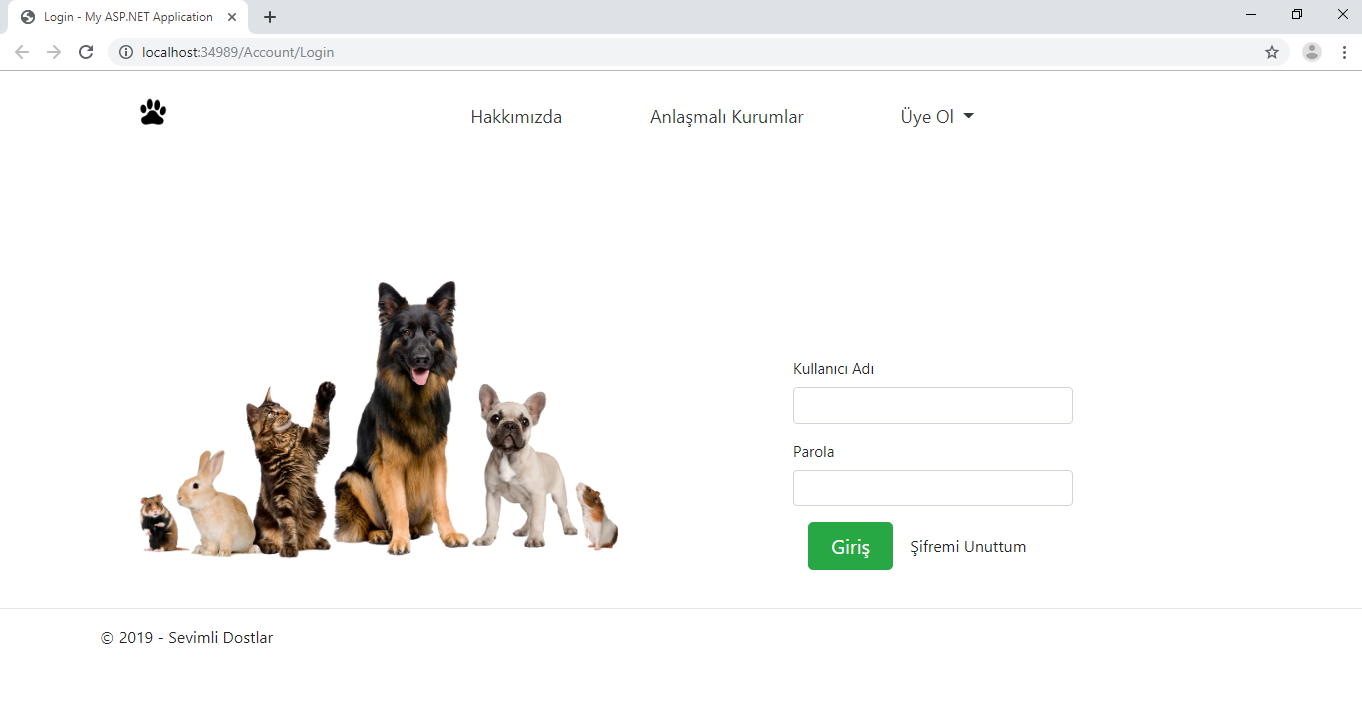 Login - My ASP.NET Application
localhost:34989/Account/Login
Hakkımızda Anlaşmalı Kurumlar Üye Ol
Kullanıcı Adı
Parola
Giriş Şifremi Unuttum
© 2019 - Sevimli Dostlar